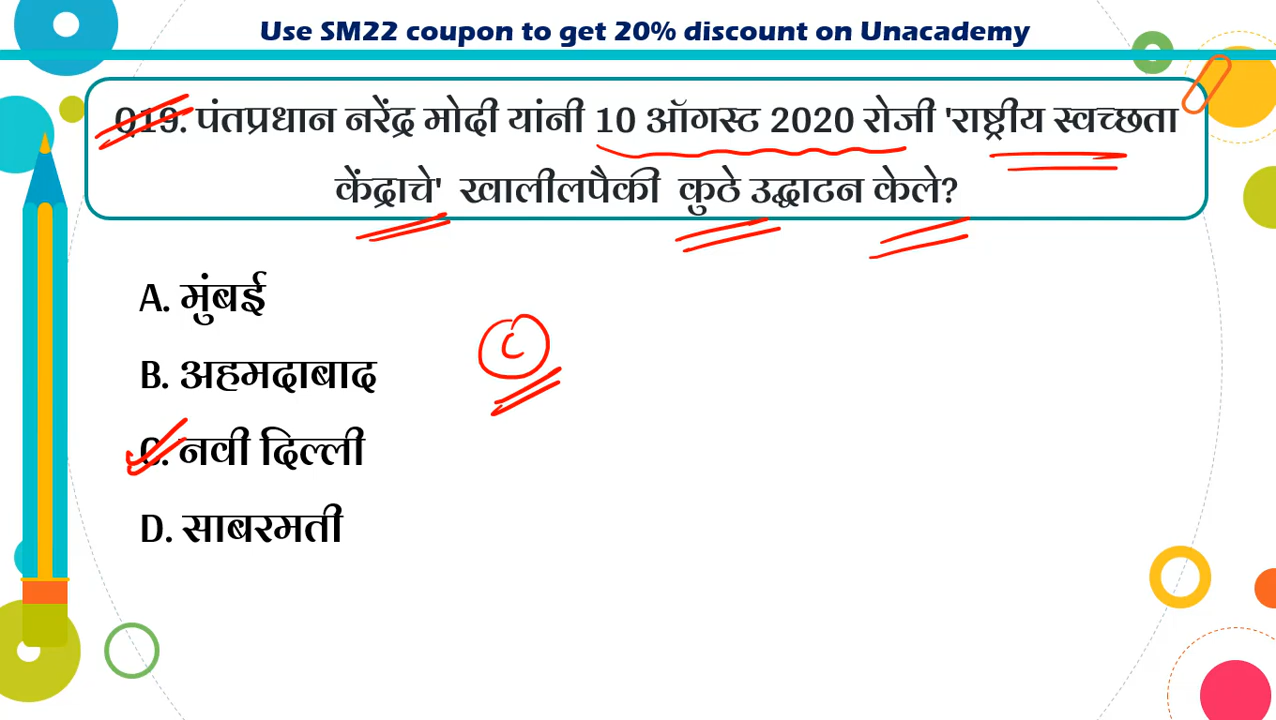 Use SM22 coupon to get 20% discount on Unacademy
Q19. पंतप्रधान नरेंद्र मोदी यांनी 10 ऑगस्ट 2020 रोजी 'राष्ट्रीय स्वच्छता
केंद्राचे' खालीलपैकी कुठे उद्घाटन केले?
A. मुंबई
B. अहमदाबाद
C
C. नवी दिल्ली
D. साबरमती